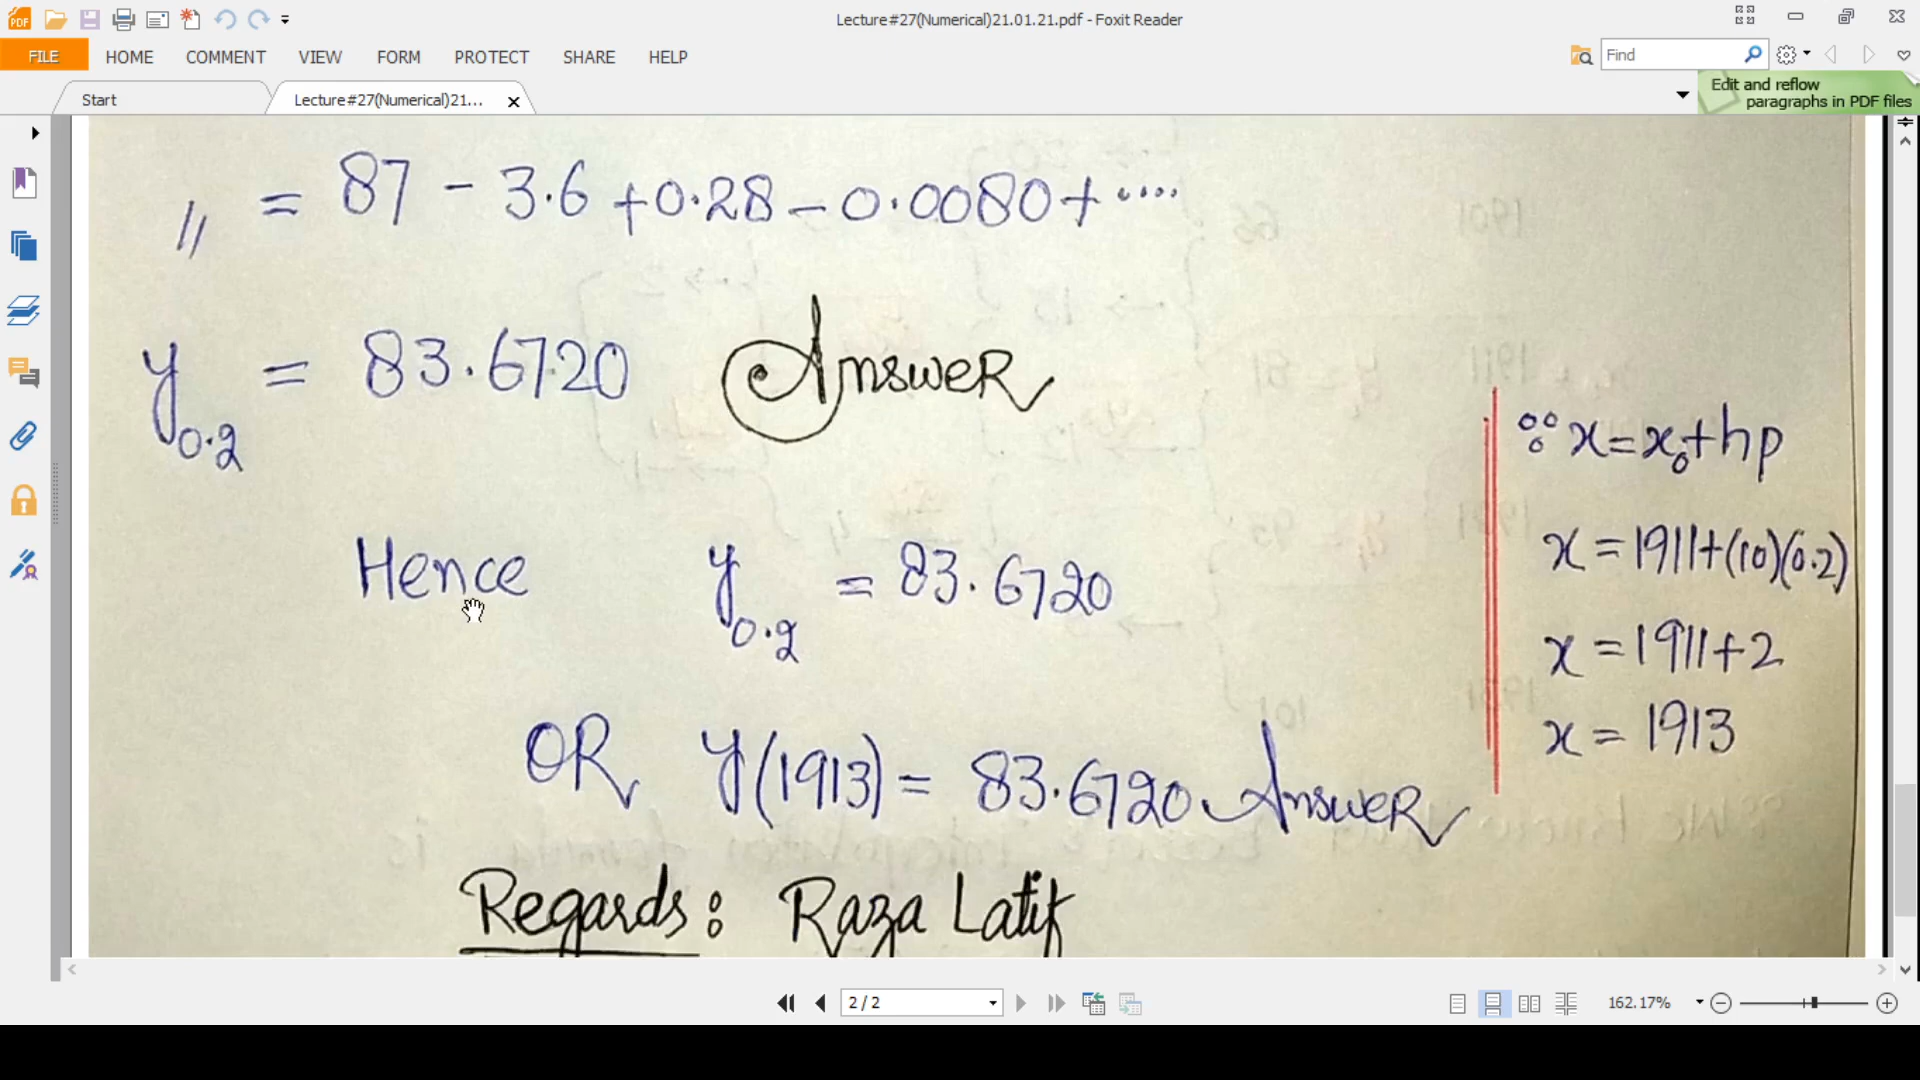 Lecture#27(Numerical)21.01.21.pdf - Foxit Reader
FILE HOME COMMENT VIEW FORM PROTECT SHARE HELP
Find
Start
Lecture#27(Numerical)21...
Edit and reflow
paragraphs in PDF files
〃 = 87 - 3.6 + 0.28 - 0.0080 + ....
y0.2 = 83.6720 Answer
Hence y0.2 = 83.6720
OR y(1913) = 83.6720 Answer
∵ x = x0 + hp
x = 1911 + (10)(0.2)
x = 1911 + 2
x = 1913
Regards: Raza Latif
2 / 2
162.17%